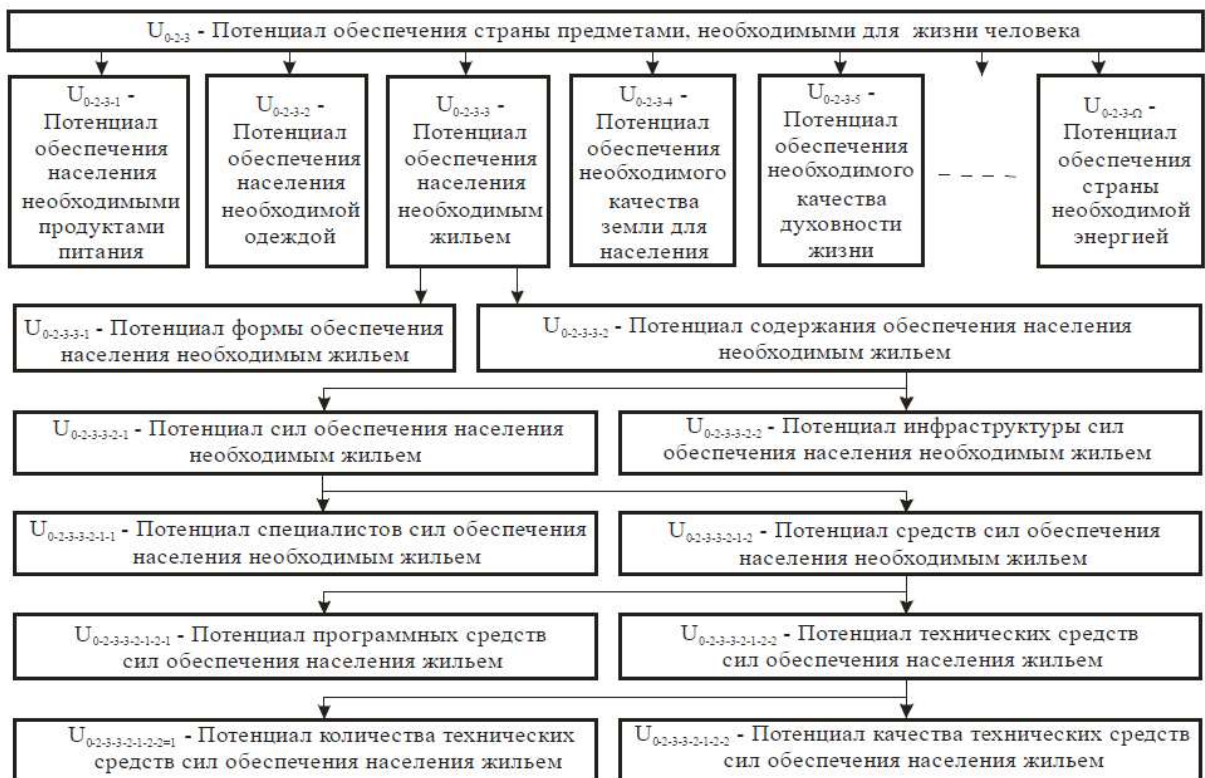 U0-2-3 - Потенциал обеспечения страны предметами, необходимыми для жизни человека
U0-2-3-1 -
Потенциал
обеспечения
населения
необходимыми
продуктами
питания
U0-2-3-2 -
Потенциал
обеспечения
населения
необходимой
одеждой
U0-2-3-3 -
Потенциал
обеспечения
населения
необходимым
жильем
U0-2-3-4 -
Потенциал
обеспечения
необходимого
качества
земли для
населения
U0-2-3-5 -
Потенциал
обеспечения
необходимого
качества
духовности
жизни
U0-2-3-Ω -
Потенциал
обеспечения
страны
необходимой
энергией
U0-2-3-3-1 - Потенциал формы обеспечения
населения необходимым жильем
U0-2-3-3-2 - Потенциал содержания обеспечения населения
необходимым жильем
U0-2-3-3-2-1 - Потенциал сил обеспечения населения
необходимым жильем
U0-2-3-3-2-2 - Потенциал инфраструктуры сил
обеспечения населения необходимым жильем
U0-2-3-3-2-1-1 - Потенциал специалистов сил обеспечения
населения необходимым жильем
U0-2-3-3-2-1-2 - Потенциал средств сил обеспечения
населения необходимым жильем
U0-2-3-3-2-1-2-1 - Потенциал программных средств
сил обеспечения населения жильем
U0-2-3-3-2-1-2-2 - Потенциал технических средств
сил обеспечения населения жильем
U0-2-3-3-2-1-2-2=1 - Потенциал количества технических
средств сил обеспечения населения жильем
U0-2-3-3-2-1-2-2 - Потенциал качества технических средств
сил обеспечения населения жильем